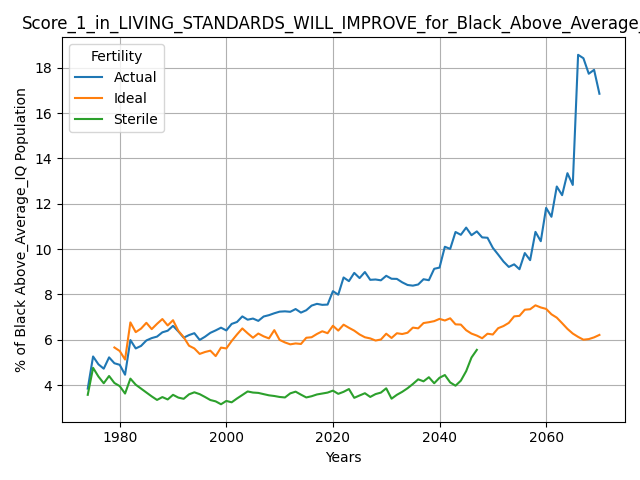 Score_1_in_LIVING_STANDARDS_WILL_IMPROVE_for_Black_Above_Average_
Fertility
Actual
Ideal
Sterile
% of Black Above_Average_IQ Population
18
16
14
12
10
8
6
4
1980
2000
2020
2040
2060
Years